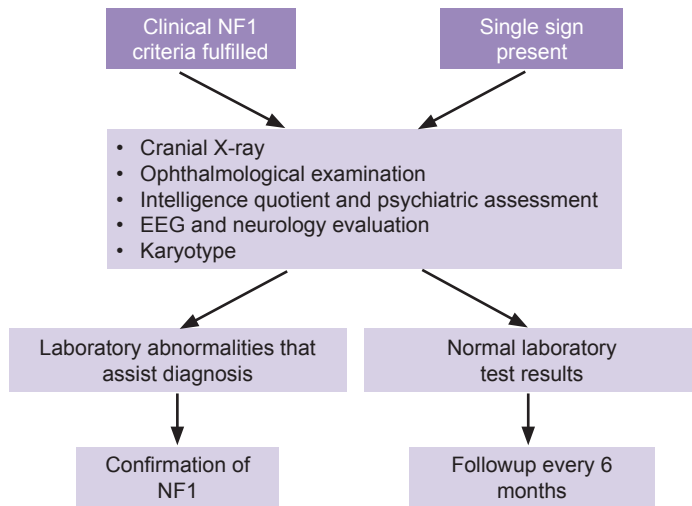 Clinical NF1
criteria fulfilled
Single sign
present
• Cranial X-ray
• Ophthalmological examination
• Intelligence quotient and psychiatric assessment
• EEG and neurology evaluation
• Karyotype
Laboratory abnormalities that
assist diagnosis
Normal laboratory
test results
Confirmation of
NF1
Followup every 6
months